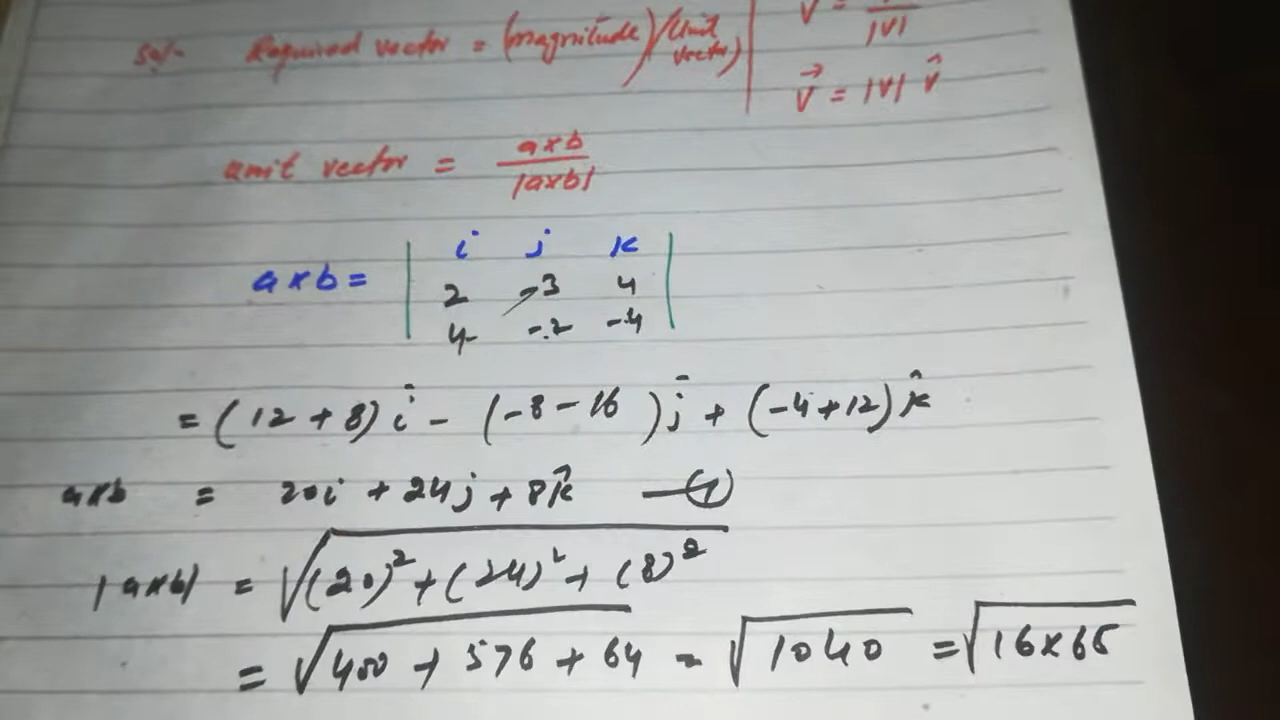 Sol- Required vector = (magnitude)(unit vector)
V = /|V|
V⃗ = |V| v̂
unit vector = a×b/|a×b|
a×b = | i j k |
2 -3 4
4 -2 -4
= (12 + 8) î - (-8 - 16) ĵ + (-4 + 12) k̂
a×b = 20i + 24j + 8k̂ — (1)
|a×b| = √(20)² + (24)² + (8)²
= √400 + 576 + 64 = √1040 = √16×65